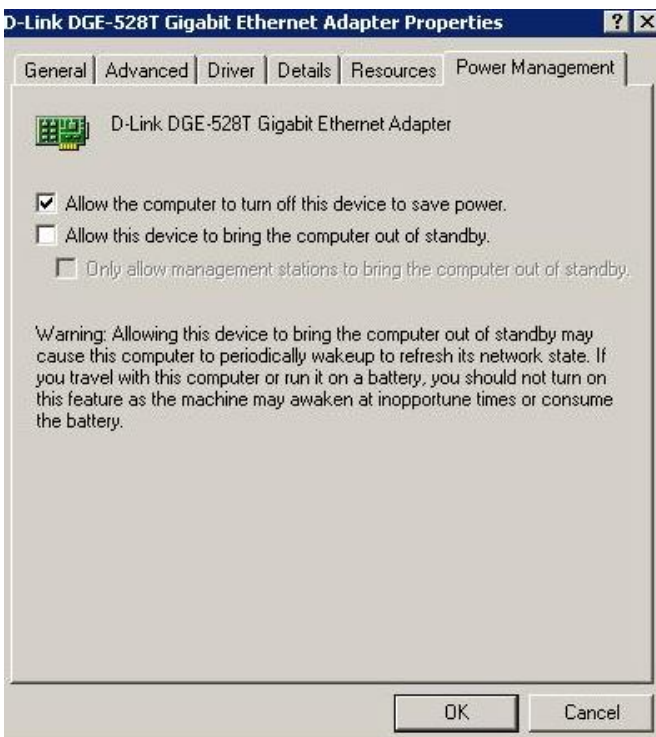 D-Link DGE-528T Gigabit Ethernet Adapter Properties
General Advanced Driver Details Resources Power Management
D-Link DGE-528T Gigabit Ethernet Adapter
Allow the computer to turn off this device to save power.
Allow this device to bring the computer out of standby.
Only allow management stations to bring the computer out of standby.
Warning: Allowing this device to bring the computer out of standby may
cause this computer to periodically wakeup to refresh its network state. If
you travel with this computer or run it on a battery, you should not turn on
this feature as the machine may awaken at inopportune times or consume
the battery.
OK Cancel